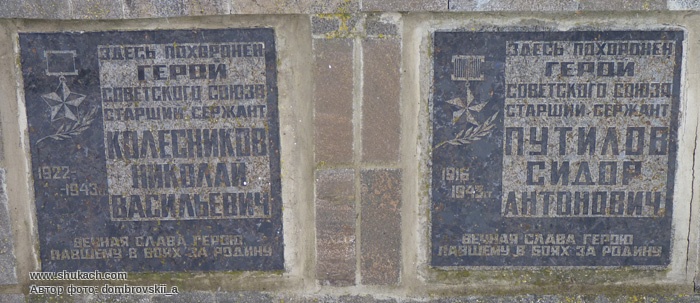 ЗДЕСЬ ПОХОРОНЕН
ГЕРОЙ
СОВЕТСКОГО СОЮЗА
СТАРШИЙ СЕРЖАНТ
КОЛЕСНИКОВ
НИКОЛАЙ
ВАСИЛЬЕВИЧ
1922-
-1943г.
ВЕЧНАЯ СЛАВА ГЕРОЮ
ПАВШЕМУ В БОЯХ ЗА РОДИНУ
ЗДЕСЬ ПОХОРОНЕН
ГЕРОЙ
СОВЕТСКОГО СОЮЗА
СТАРШИЙ СЕРЖАНТ
ПУТИЛОВ
СИДОР
АНТОНОВИЧ
1916-
1943г.
ВЕЧНАЯ СЛАВА ГЕРОЮ
ПАВШЕМУ В БОЯХ ЗА РОДИНУ
www.shukach.com
Автор фото: dombrovskii_a